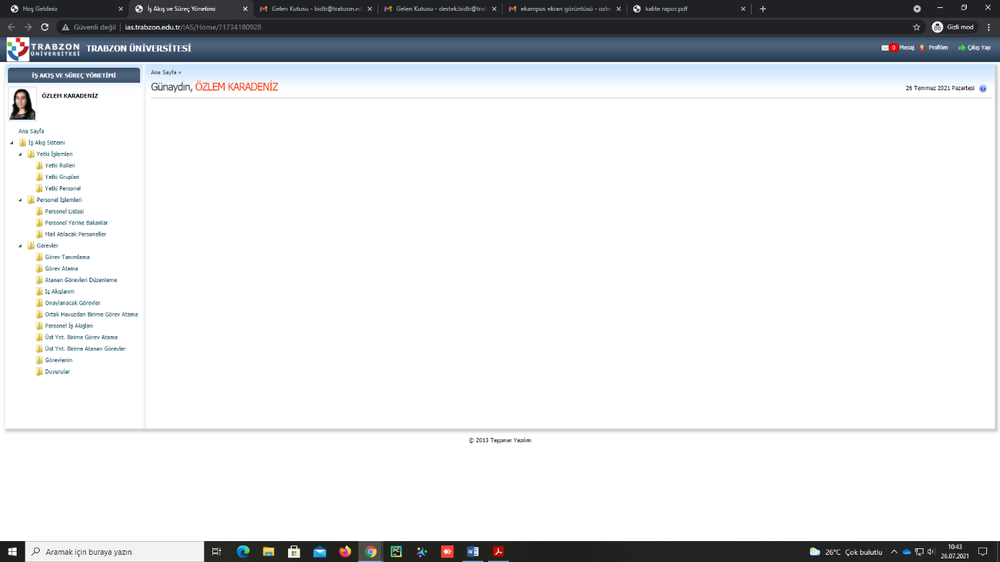 Hoş Geldiniz
İş Akış ve Süreç Yönetimi
Gelen Kutusu - bidb@trabzon.ed
Gelen Kutusu - destek.bidb@trab
ekampus ekran görüntüsü - ozle
kalite rapor.pdf
Güvenli değil
ias.trabzon.edu.tr/IAS/Home/?1734180928
Gizli mod
TRABZON
ÜNİVERSİTESİ
TRABZON ÜNİVERSİTESİ
0 Mesaj
Profilim
Çıkış Yap
İŞ AKIŞ VE SÜREÇ YÖNETİMİ
ÖZLEM KARADENİZ
Ana Sayfa
İş Akış Sistemi
Yetki İşlemleri
Yetki Rolleri
Yetki Gruplari
Yetki Personel
Personel İşlemleri
Personel Listesi
Personel Yerine Bakanlar
Mail Atılacak Personeller
Görevler
Görev Tanımlama
Görev Atama
Atanan Görevleri Düzenleme
İş Akışlarım
Onaylanacak Görevler
Ortak Havuzdan Birime Görev Atama
Personel İş Akışları
Üst Ynt. Birime Görev Atama
Üst Ynt. Birime Atanan Görevler
Görevlerim
Duyurular
Ana Sayfa »
Günaydın, ÖZLEM KARADENİZ
26 Temmuz 2021 Pazartesi
© 2013 Taşpınar Yazılım
Aramak için buraya yazın
PC
W
26°C Çok bulutlu
10:43
26.07.2021